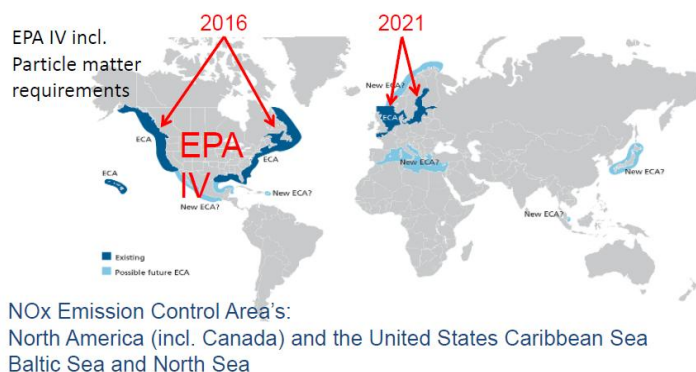 2016
2021
EPA IV incl.
Particle matter
requirements
New ECA?
ECA
ECA
EPA
IV
ECA
ECA
New ECA?
New ECA?
New ECA?
New ECA?
New ECA?
Existing
Possible future ECA
NOx Emission Control Area's:
North America (incl. Canada) and the United States Caribbean Sea
Baltic Sea and North Sea